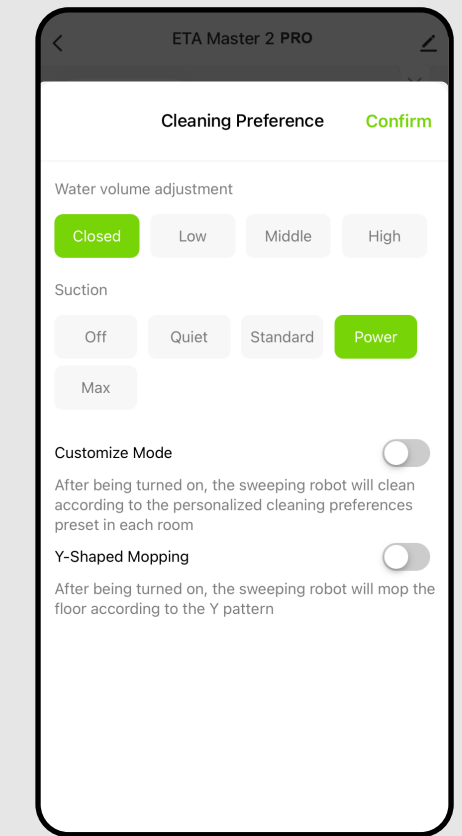 ETA Master 2 PRO
Cleaning Preference
Confirm
Water volume adjustment
Closed
Low
Middle
High
Suction
Off
Quiet
Standard
Power
Max
Customize Mode
After being turned on, the sweeping robot will clean
according to the personalized cleaning preferences
preset in each room
Y-Shaped Mopping
After being turned on, the sweeping robot will mop the
floor according to the Y pattern